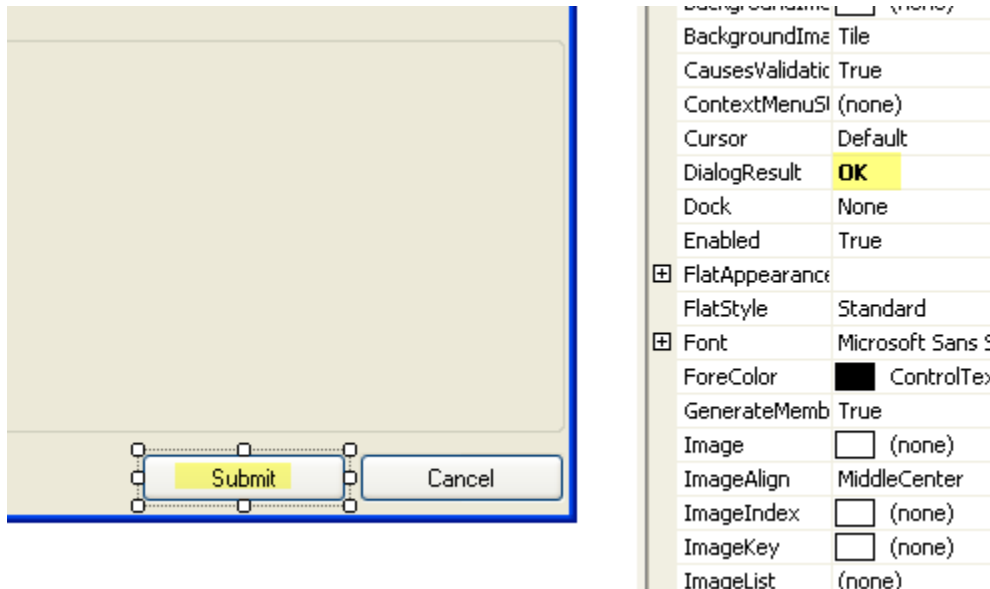 BackgroundIma Tile
CausesValidatic True
ContextMenuSt (none)
Cursor Default
DialogResult OK
Dock None
Enabled True
FlatAppearance
FlatStyle Standard
Font Microsoft Sans S
ForeColor ControlTex
GenerateMemb True
Image (none)
ImageAlign MiddleCenter
ImageIndex (none)
ImageKey (none)
ImageList (none)
Submit Cancel